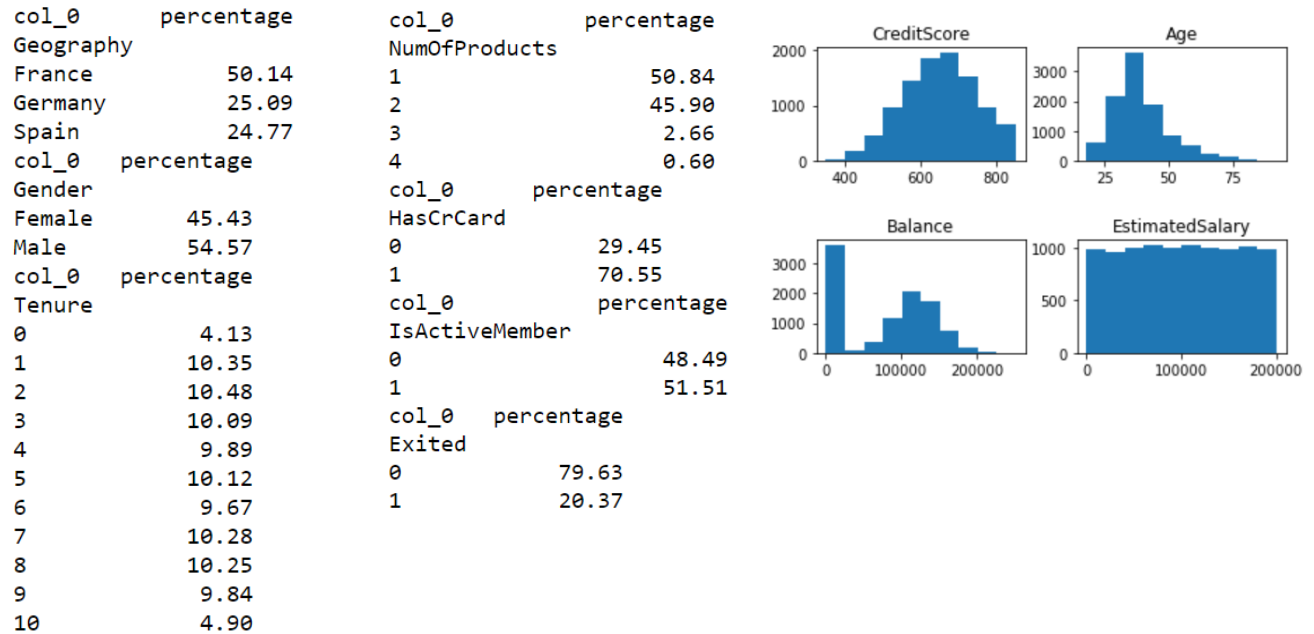 col_0 percentage
Geography
France 50.14
Germany 25.09
Spain 24.77
col_0 percentage
Gender
Female 45.43
Male 54.57
col_0 percentage
Tenure
0 4.13
1 10.35
2 10.48
3 10.09
4 9.89
5 10.12
6 9.67
7 10.28
8 10.25
9 9.84
10 4.90
col_0 percentage
NumOfProducts
1 50.84
2 45.90
3 2.66
4 0.60
col_0 percentage
HasCrCard
0 29.45
1 70.55
col_0 percentage
IsActiveMember
0 48.49
1 51.51
col_0 percentage
Exited
0 79.63
1 20.37
CreditScore
2000
1000
0
400 600 800
Age
3000
2000
1000
0
25 50 75
Balance
3000
2000
1000
0
0 100000 200000
EstimatedSalary
1000
500
0
0 100000 200000